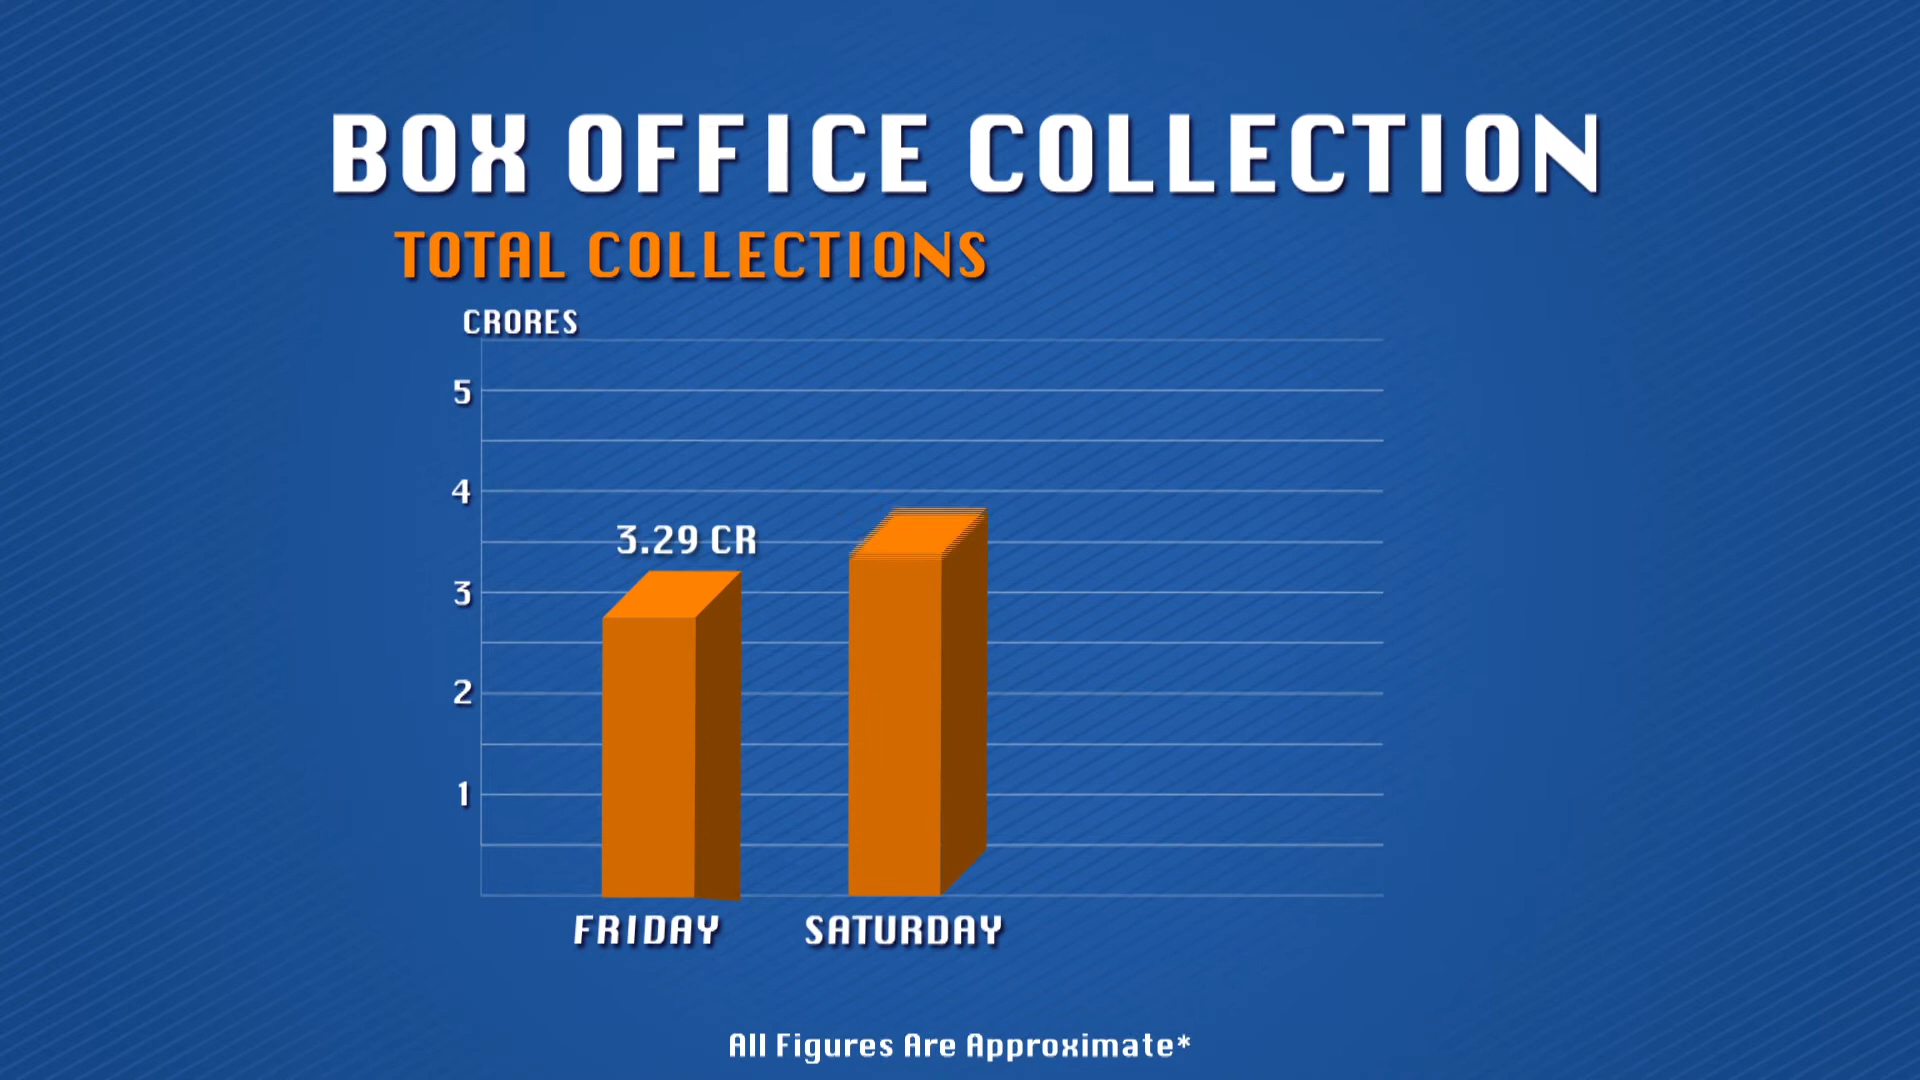 BOX OFFICE COLLECTION
TOTAL COLLECTIONS
CRORES
5
4
3.29 CR
3
2
1
FRIDAY SATURDAY
All Figures Are Approximate*